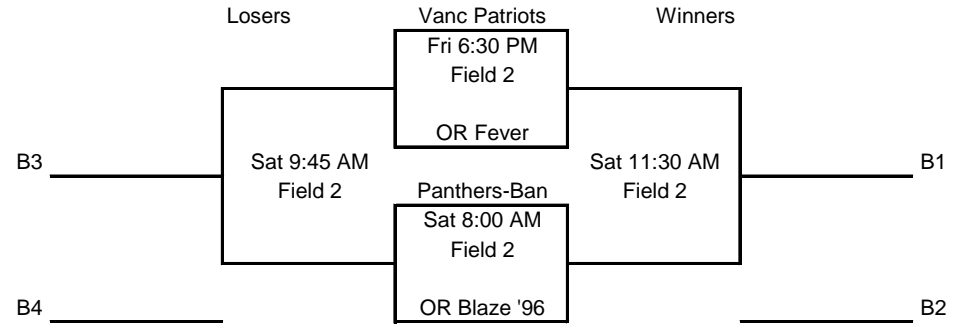 Losers Vanc Patriots Winners
Fri 6:30 PM
Field 2
OR Fever
B3 Sat 9:45 AM Sat 11:30 AM B1
Field 2 Panthers-Ban Field 2
Sat 8:00 AM
Field 2
B4 OR Blaze '96 B2